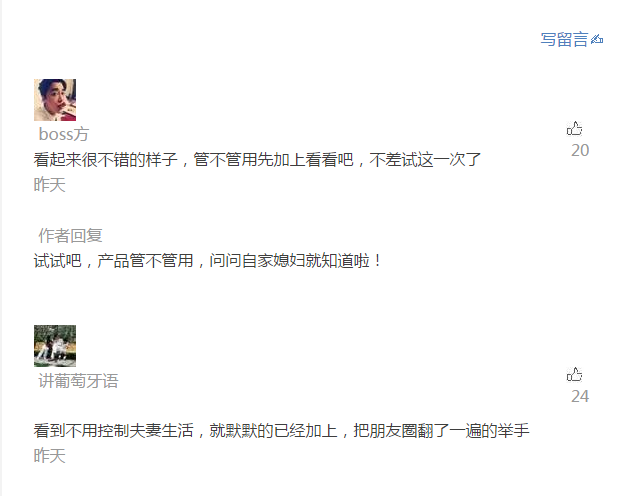 写留言
boss方
20
看起来很不错的样子，管不管用先加上看看吧，不差试这一次了
昨天
作者回复
试试吧，产品管不管用，问问自家媳妇就知道啦！
讲葡萄牙语
24
看到不用控制夫妻生活，就默默的已经加上，把朋友圈翻了一遍的举手
昨天